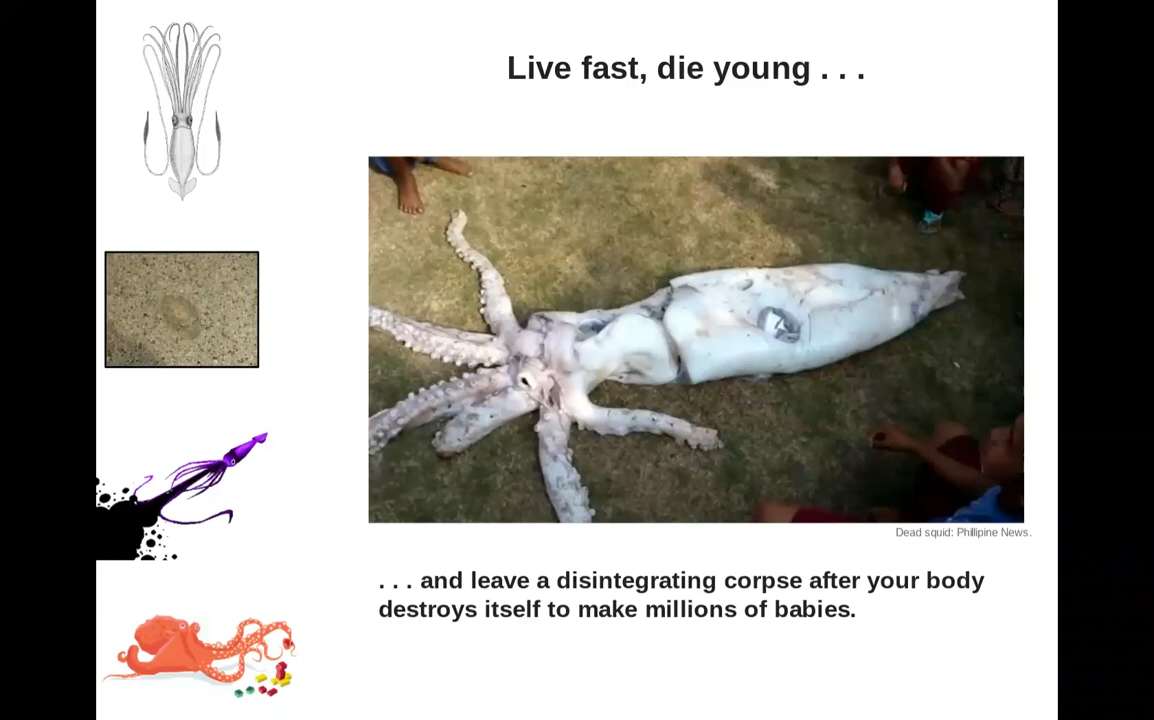 Live fast, die young . . .
Dead squid: Phillipine News.
. . . and leave a disintegrating corpse after your body
destroys itself to make millions of babies.